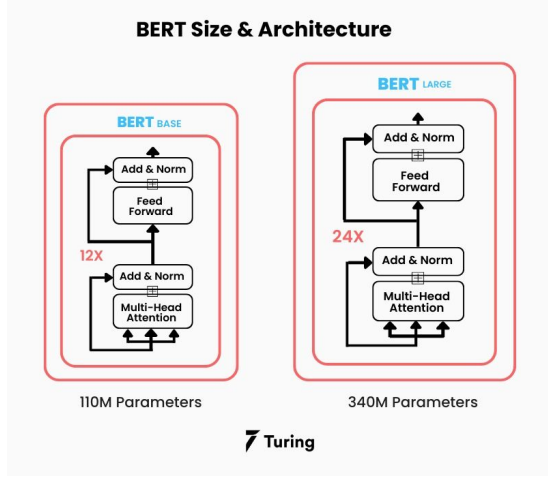 BERT Size & Architecture
BERT BASE
Add & Norm
Feed
Forward
12X
Add & Norm
Multi-Head
Attention
110M Parameters
BERT LARGE
Add & Norm
Feed
Forward
24X
Add & Norm
Multi-Head
Attention
340M Parameters
Turing